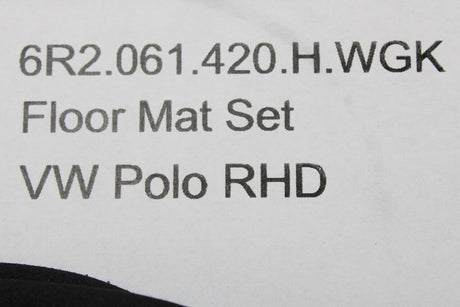 6R2.061.420.H.WGK
Floor Mat Set
VW Polo RHD